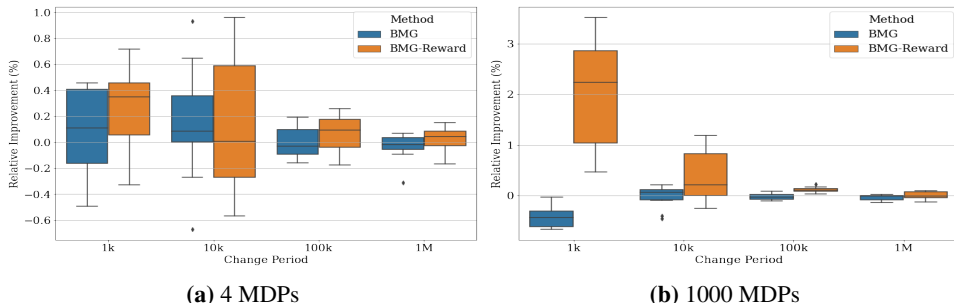 1.0
0.8
0.6
0.4
0.2
0.0
−0.2
−0.4
−0.6
Relative Improvement (%)
Method
BMG
BMG-Reward
1k 10k 100k 1M
Change Period
(a) 4 MDPs
3
2
1
0
Relative Improvement (%)
Method
BMG
BMG-Reward
1k 10k 100k 1M
Change Period
(b) 1000 MDPs